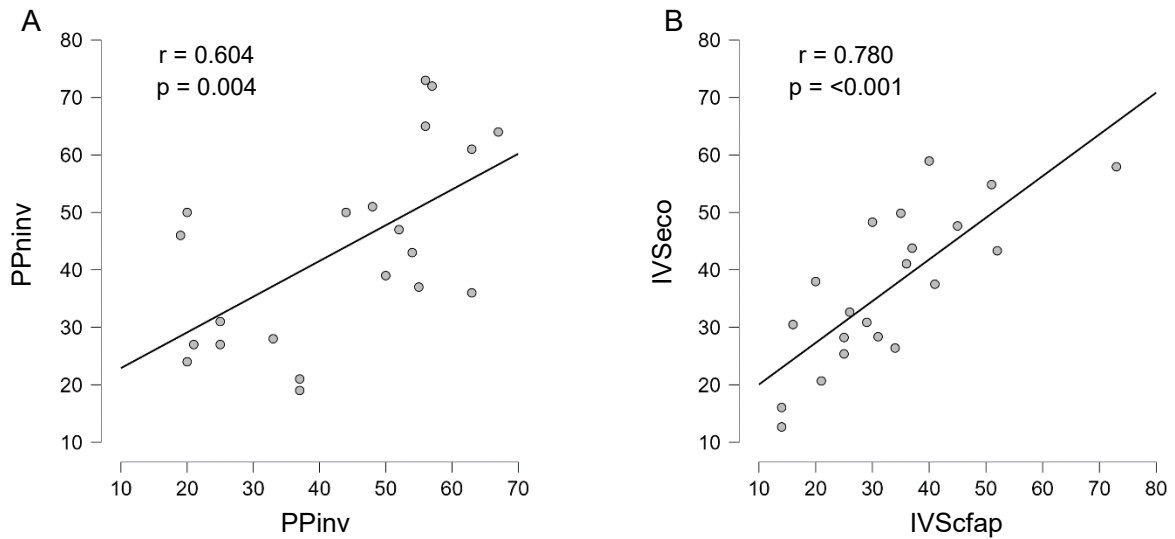 A
r = 0.604
p = 0.004
80
70
60
50
40
30
20
10
PPninv
10 20 30 40 50 60 70
PPinv
B
r = 0.780
p = <0.001
80
70
60
50
40
30
20
10
IVSeco
10 20 30 40 50 60 70 80
IVScfap